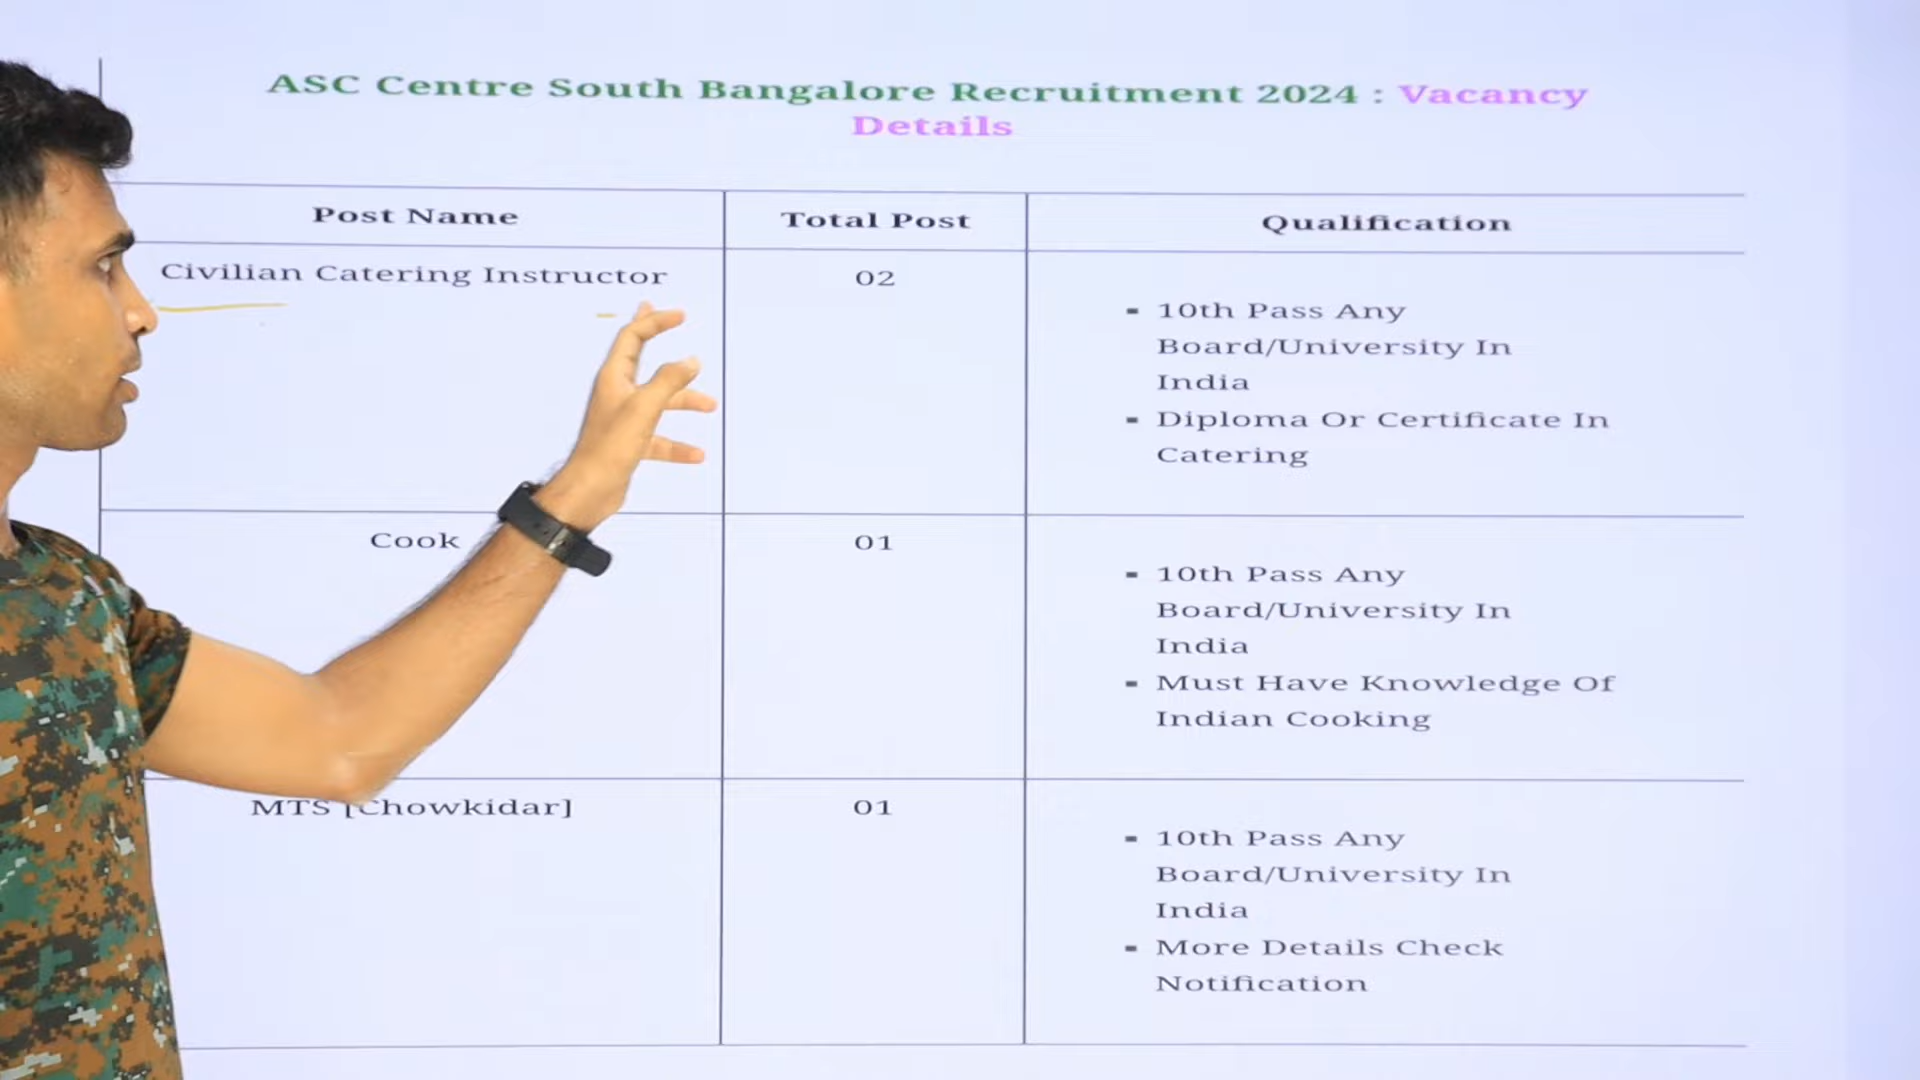 ASC Centre South Bangalore Recruitment 2024 : Vacancy
Details
Post Name
Total Post
Qualification
Civilian Catering Instructor
02
▪ 10th Pass Any
Board/University In
India
▪ Diploma Or Certificate In
Catering
Cook
01
▪ 10th Pass Any
Board/University In
India
▪ Must Have Knowledge Of
Indian Cooking
MTS [Chowkidar]
01
▪ 10th Pass Any
Board/University In
India
▪ More Details Check
Notification